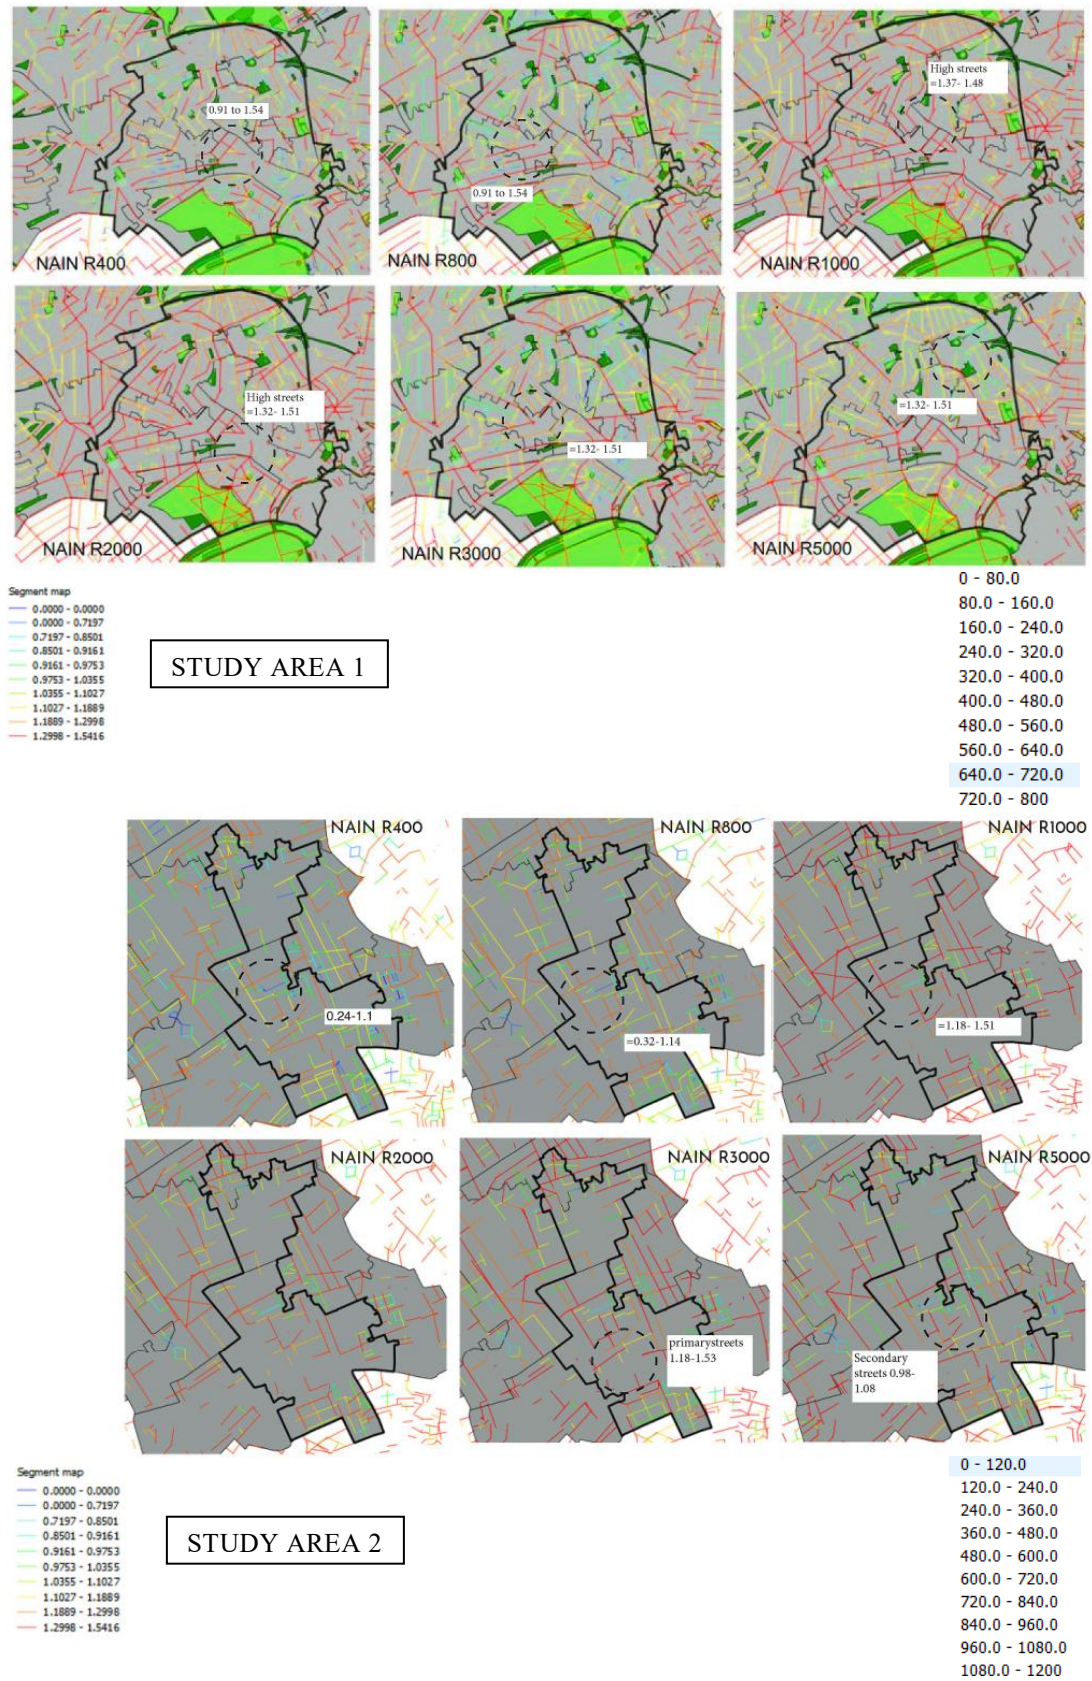 0.91 to 1.54
NAIN R400
0.91 to 1.54
NAIN R800
High streets
=1.37- 1.48
NAIN R1000
High streets
=1.32- 1.51
NAIN R2000
=1.32- 1.51
NAIN R3000
=1.32- 1.51
NAIN R5000
Segment map
0.0000 - 0.0000
0.0000 - 0.7197
0.7197 - 0.8501
0.8501 - 0.9161
0.9161 - 0.9753
0.9753 - 1.0355
1.0355 - 1.1027
1.1027 - 1.1889
1.1889 - 1.2998
1.2998 - 1.5416
STUDY AREA 1
0 - 80.0
80.0 - 160.0
160.0 - 240.0
240.0 - 320.0
320.0 - 400.0
400.0 - 480.0
480.0 - 560.0
560.0 - 640.0
640.0 - 720.0
720.0 - 800
NAIN R400
0.24-1.1
NAIN R800
=0.32-1.14
NAIN R1000
=1.18- 1.51
NAIN R2000
NAIN R3000
primarystreets
1.18-1.53
NAIN R5000
Secondary
streets 0.98-
1.08
Segment map
0.0000 - 0.0000
0.0000 - 0.7197
0.7197 - 0.8501
0.8501 - 0.9161
0.9161 - 0.9753
0.9753 - 1.0355
1.0355 - 1.1027
1.1027 - 1.1889
1.1889 - 1.2998
1.2998 - 1.5416
STUDY AREA 2
0 - 120.0
120.0 - 240.0
240.0 - 360.0
360.0 - 480.0
480.0 - 600.0
600.0 - 720.0
720.0 - 840.0
840.0 - 960.0
960.0 - 1080.0
1080.0 - 1200